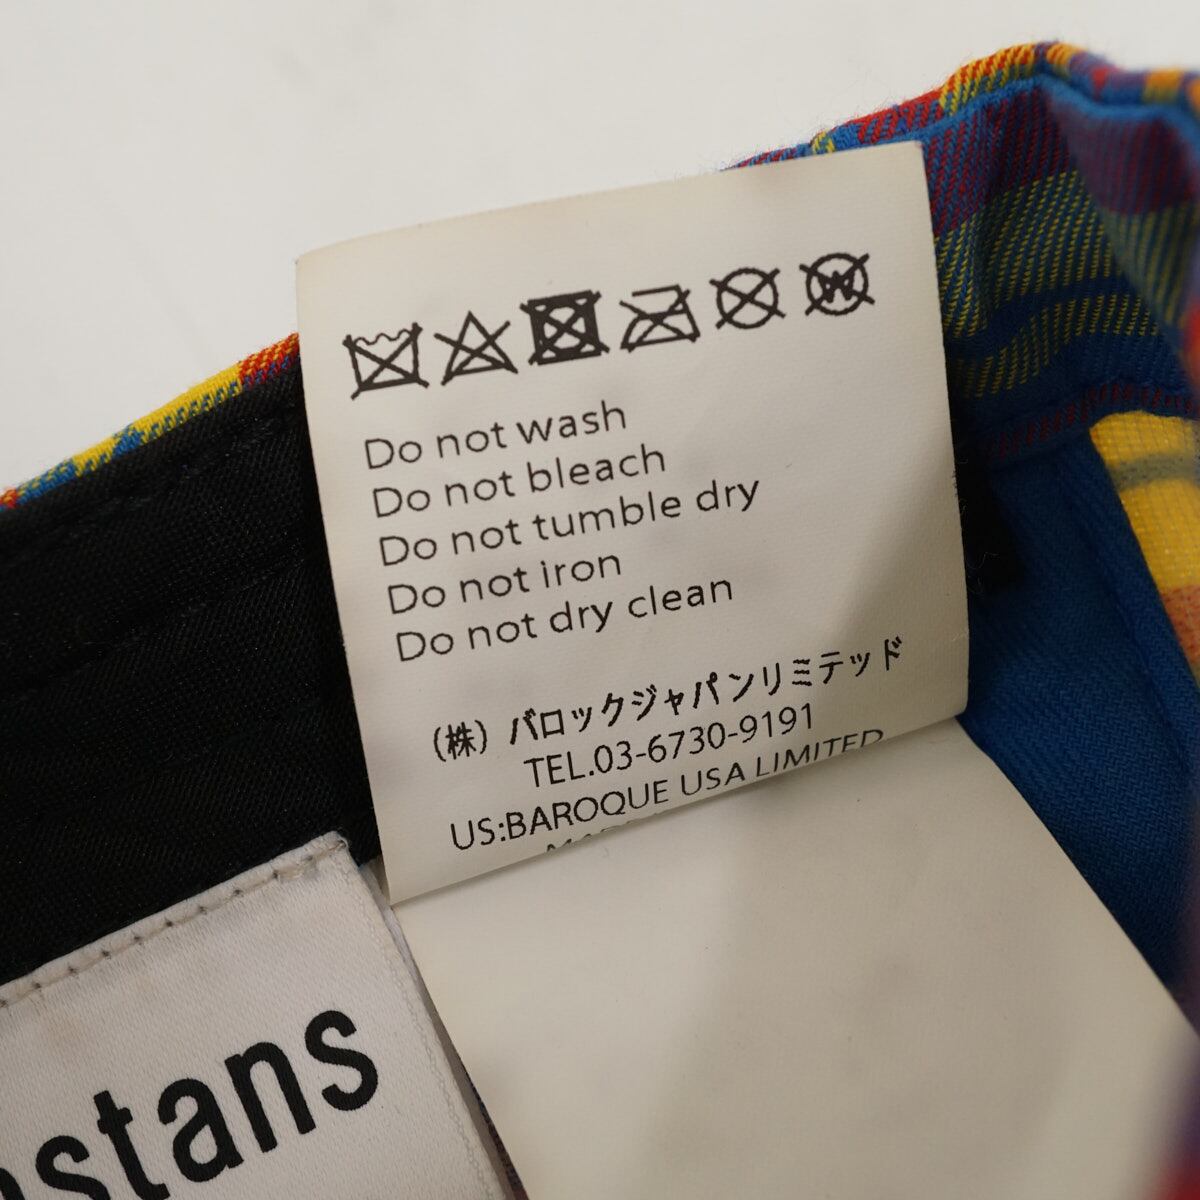 Do not wash
Do not bleach
Do not tumble dry
Do not iron
Do not dry clean
(株) バロックジャパンリミテッド
TEL.03-6730-9191
US:BAROQUE USA LIMITED
stans